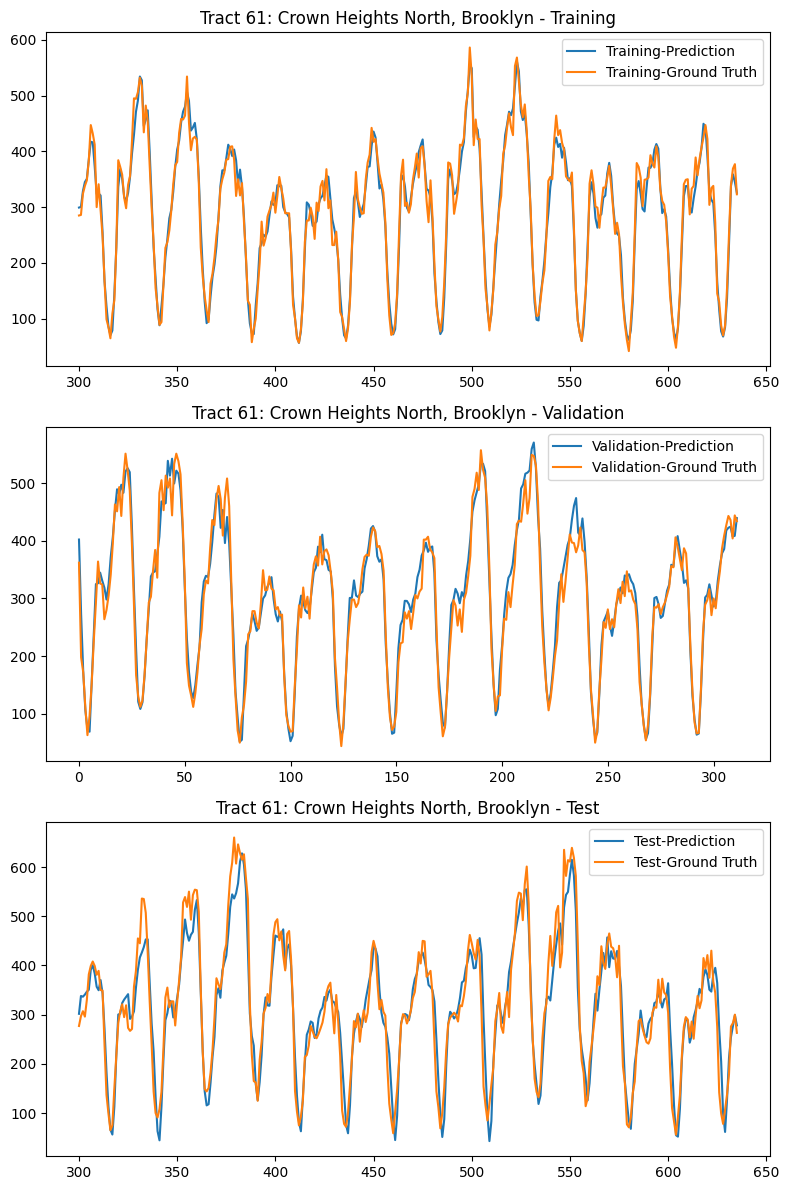 Tract 61: Crown Heights North, Brooklyn - Training
Training-Prediction
Training-Ground Truth
600
500
400
300
200
100
300 350 400 450 500 550 600 650
Tract 61: Crown Heights North, Brooklyn - Validation
Validation-Prediction
Validation-Ground Truth
500
400
300
200
100
0 50 100 150 200 250 300
Tract 61: Crown Heights North, Brooklyn - Test
Test-Prediction
Test-Ground Truth
600
500
400
300
200
100
300 350 400 450 500 550 600 650